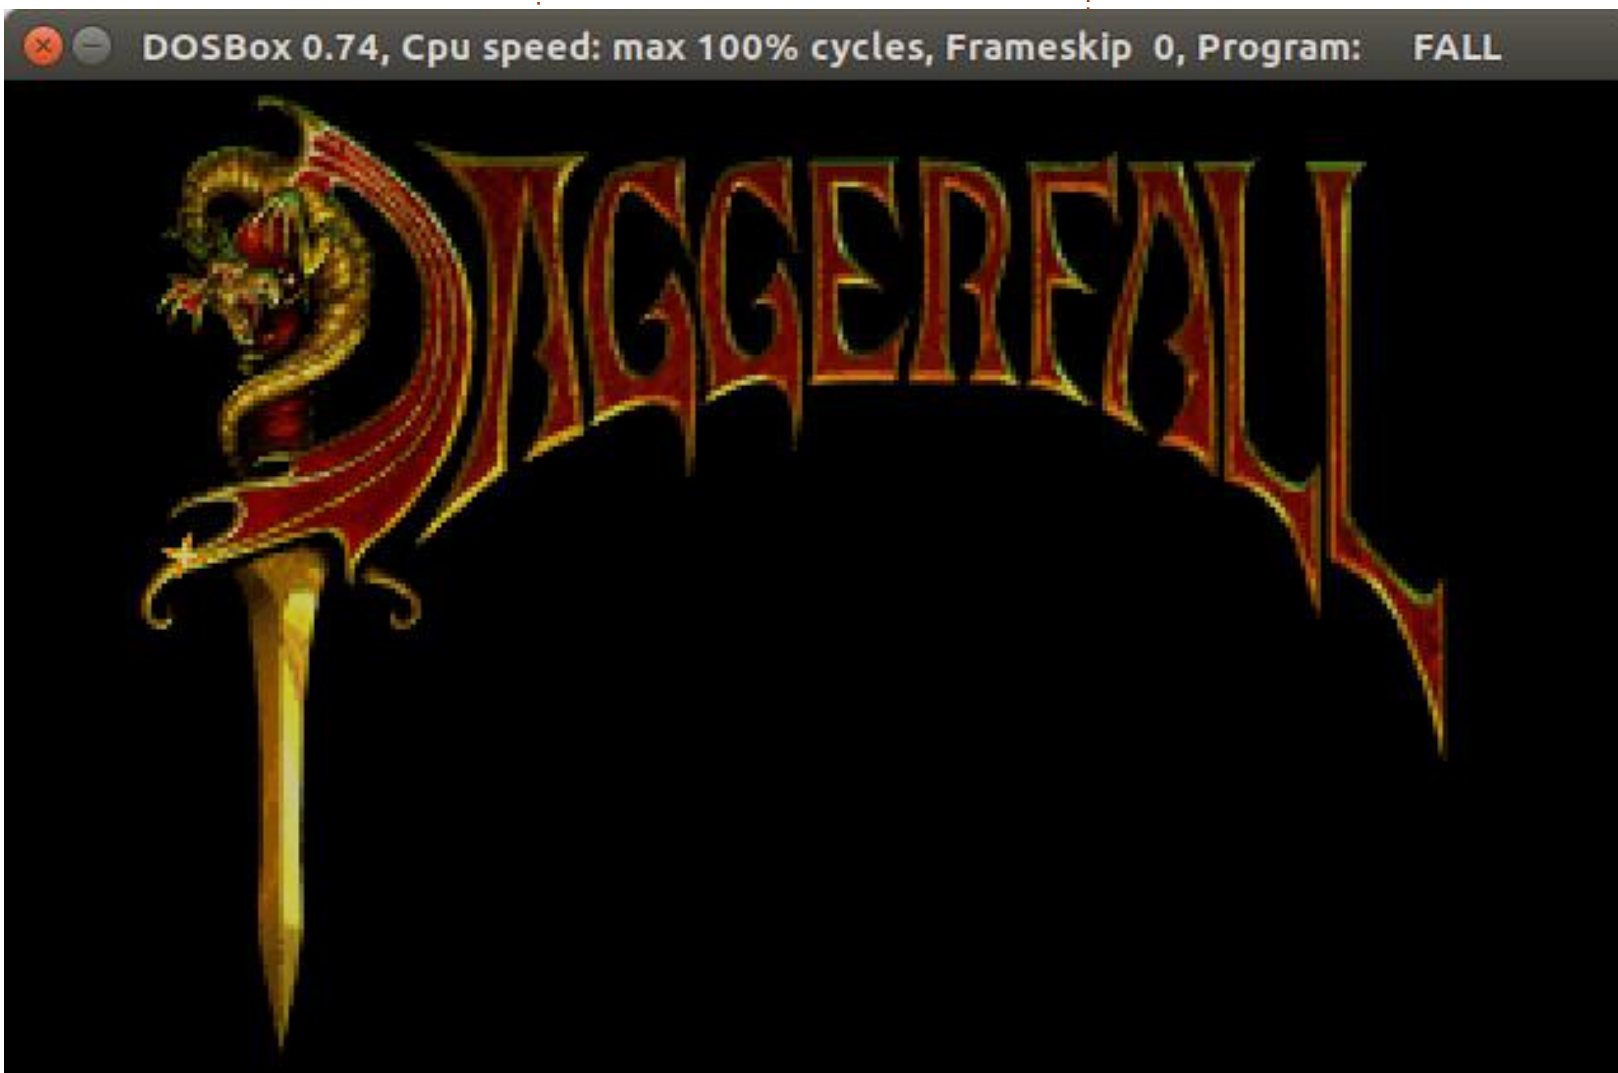 DOSBox 0.74, Cpu speed: max 100% cycles, Frameskip 0, Program: FALL
DAGGERFALL